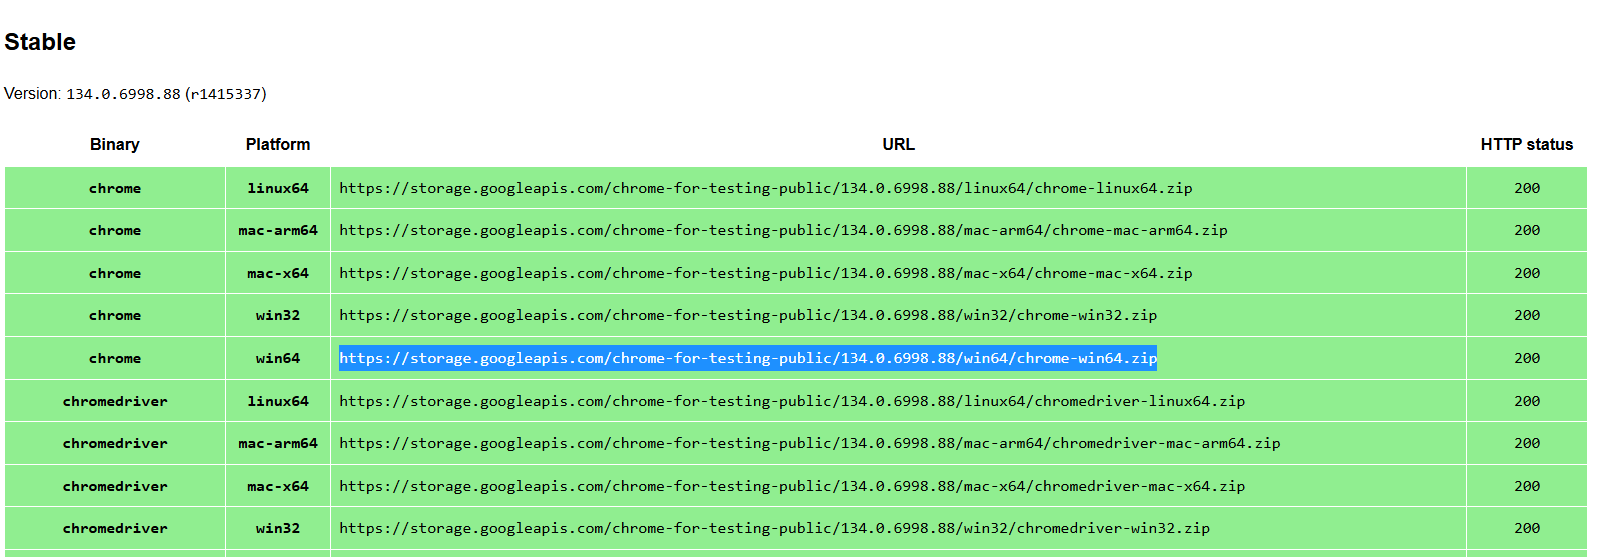 Stable
Version: 134.0.6998.88 (r1415337)
Binary Platform URL HTTP status
chrome linux64 https://storage.googleapis.com/chrome-for-testing-public/134.0.6998.88/linux64/chrome-linux64.zip 200
chrome mac-arm64 https://storage.googleapis.com/chrome-for-testing-public/134.0.6998.88/mac-arm64/chrome-mac-arm64.zip 200
chrome mac-x64 https://storage.googleapis.com/chrome-for-testing-public/134.0.6998.88/mac-x64/chrome-mac-x64.zip 200
chrome win32 https://storage.googleapis.com/chrome-for-testing-public/134.0.6998.88/win32/chrome-win32.zip 200
chrome win64 https://storage.googleapis.com/chrome-for-testing-public/134.0.6998.88/win64/chrome-win64.zip 200
chromedriver linux64 https://storage.googleapis.com/chrome-for-testing-public/134.0.6998.88/linux64/chromedriver-linux64.zip 200
chromedriver mac-arm64 https://storage.googleapis.com/chrome-for-testing-public/134.0.6998.88/mac-arm64/chromedriver-mac-arm64.zip 200
chromedriver mac-x64 https://storage.googleapis.com/chrome-for-testing-public/134.0.6998.88/mac-x64/chromedriver-mac-x64.zip 200
chromedriver win32 https://storage.googleapis.com/chrome-for-testing-public/134.0.6998.88/win32/chromedriver-win32.zip 200